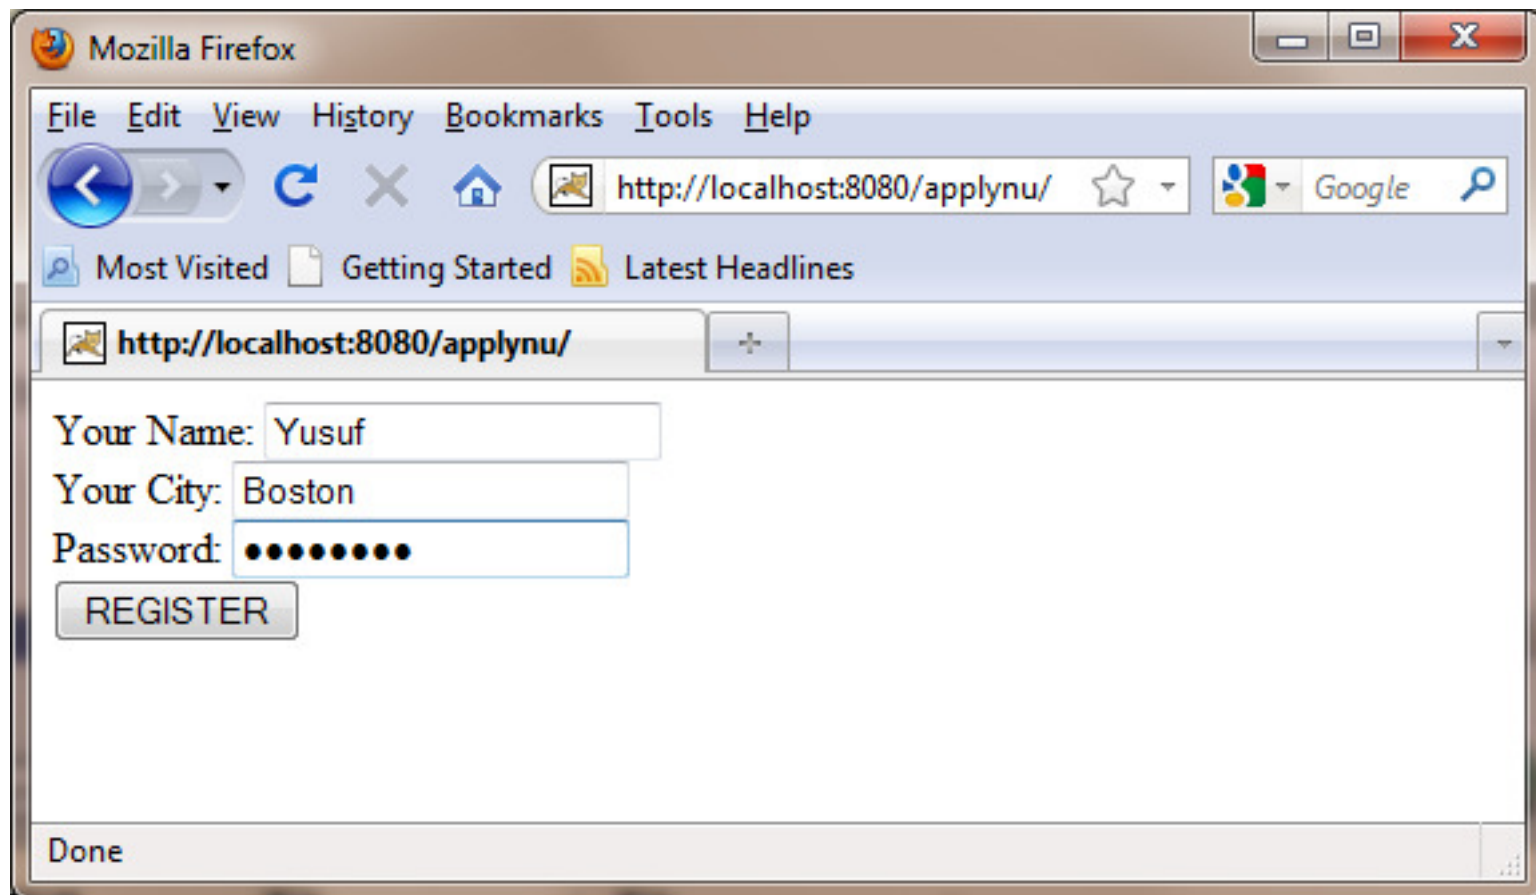 Mozilla Firefox
File Edit View History Bookmarks Tools Help
http://localhost:8080/applynu/ Google
Most Visited Getting Started Latest Headlines
http://localhost:8080/applynu/
Your Name: Yusuf
Your City: Boston
Password: ●●●●●●●●
REGISTER
Done